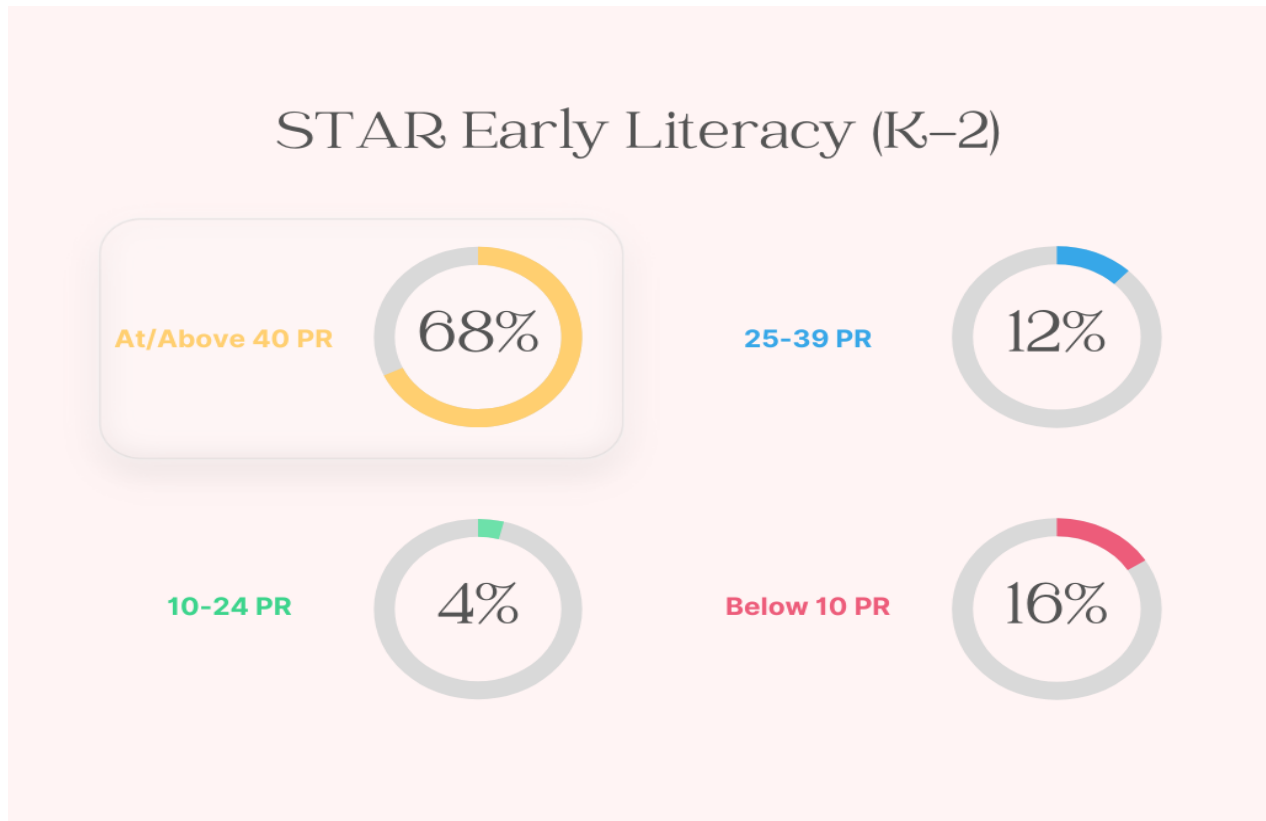 STAR Early Literacy (K–2)
At/Above 40 PR
68%
25-39 PR
12%
10-24 PR
4%
Below 10 PR
16%